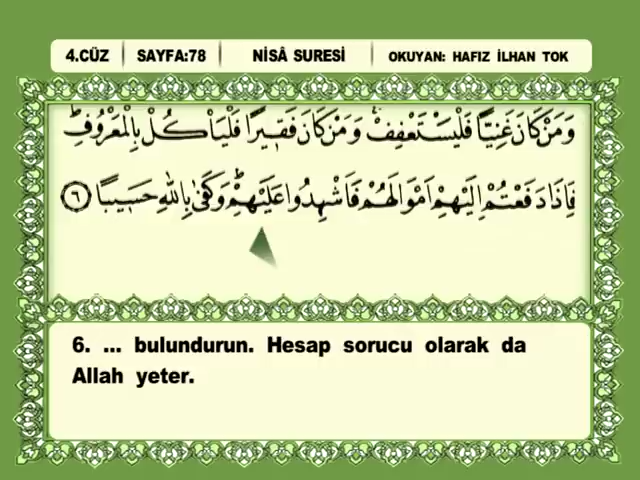 4.CÜZ SAYFA:78 NİSÂ SURESİ OKUYAN: HAFIZ İLHAN TOK
وَمَنْ كَانَ غَنِيًّا فَلْيَسْتَعْفِفْۚ وَمَنْ كَانَ فَقٖيرًا فَلْيَأْكُلْ بِالْمَعْرُوفِۜ
فَاِذَا دَفَعْتُمْ اِلَيْهِمْ اَمْوَالَهُمْ فَاَشْهِدُوا عَلَيْهِمْۜ وَكَفٰى بِاللّٰهِ حَسٖيبًا ٦
6. ... bulundurun. Hesap sorucu olarak da
Allah yeter.